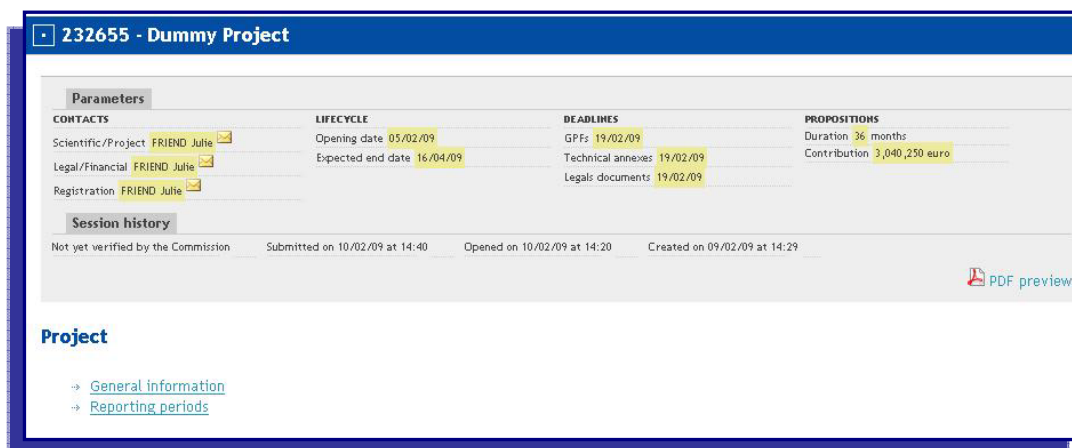 232655 - Dummy Project
Parameters
CONTACTS
Scientific/Project FRIEND Julie
Legal/Financial FRIEND Julie
Registration FRIEND Julie
LIFECYCLE
Opening date 05/02/09
Expected end date 16/04/09
DEADLINES
GPFs 19/02/09
Technical annexes 19/02/09
Legals documents 19/02/09
PROPOSITIONS
Duration 36 months
Contribution 3,040,250 euro
Session history
Not yet verified by the Commission Submitted on 10/02/09 at 14:40 Opened on 10/02/09 at 14:20 Created on 09/02/09 at 14:29
PDF preview
Project
General information
Reporting periods